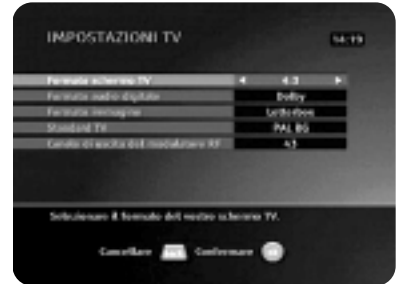 IMPOSTAZIONI TV 14:19
Formato schermo TV 4:3
Formato audio digitale Dolby
Formato immagine Letterbox
Standard TV PAL BG
Canale di uscita del modulatore RF 43
Selezionare il formato del vostro schermo TV.
Cancellare Confermare